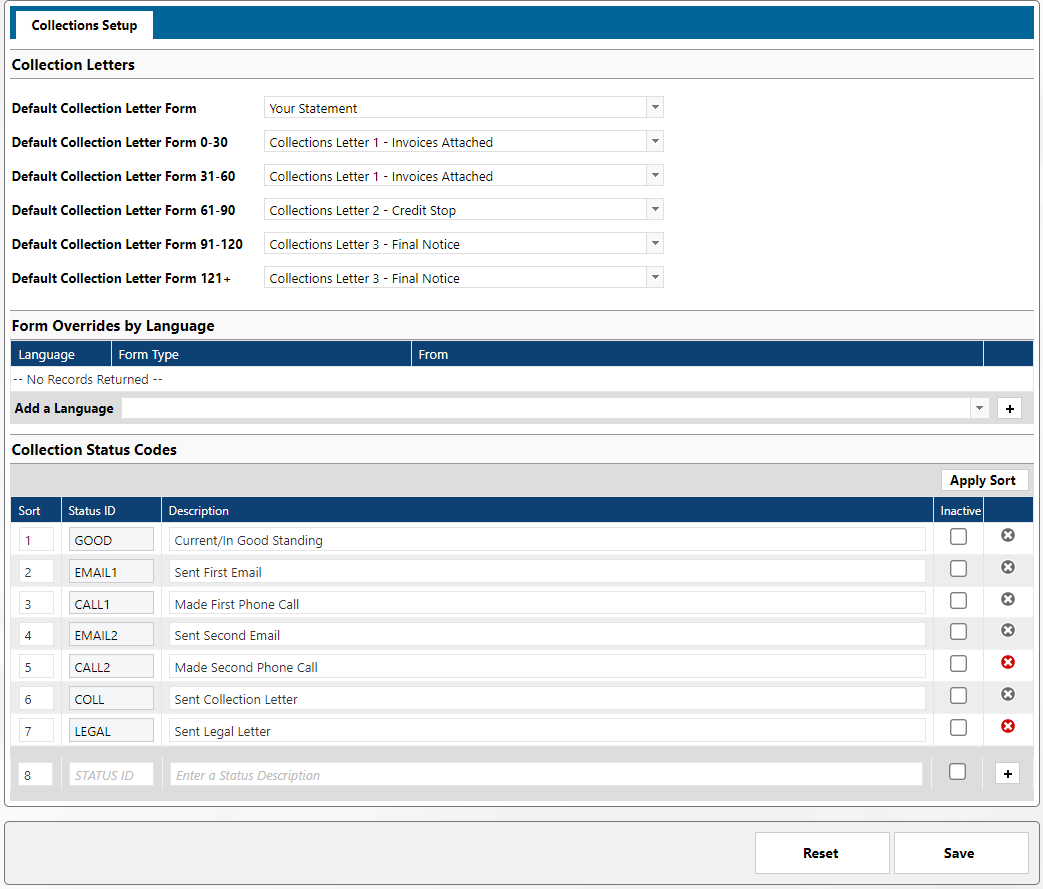 Collections Setup
Collection Letters
Default Collection Letter Form Your Statement
Default Collection Letter Form 0-30 Collections Letter 1 - Invoices Attached
Default Collection Letter Form 31-60 Collections Letter 1 - Invoices Attached
Default Collection Letter Form 61-90 Collections Letter 2 - Credit Stop
Default Collection Letter Form 91-120 Collections Letter 3 - Final Notice
Default Collection Letter Form 121+ Collections Letter 3 - Final Notice
Form Overrides by Language
Language Form Type From
-- No Records Returned --
Add a Language +
Collection Status Codes
Apply Sort
Sort Status ID Description Inactive
1 GOOD Current/In Good Standing
2 EMAIL1 Sent First Email
3 CALL1 Made First Phone Call
4 EMAIL2 Sent Second Email
5 CALL2 Made Second Phone Call
6 COLL Sent Collection Letter
7 LEGAL Sent Legal Letter
8 STATUS ID Enter a Status Description +
Reset Save